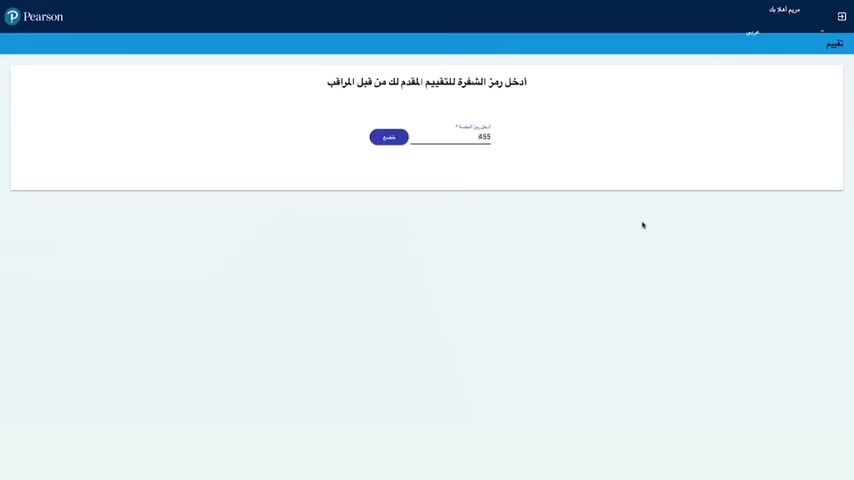 Pearson
مريم أهلا بك
عربى
تقييم
أدخل رمز الشفرة للتقييم المقدم لك من قبل المراقب
أدخل رمز الجلسة *
455
خضع